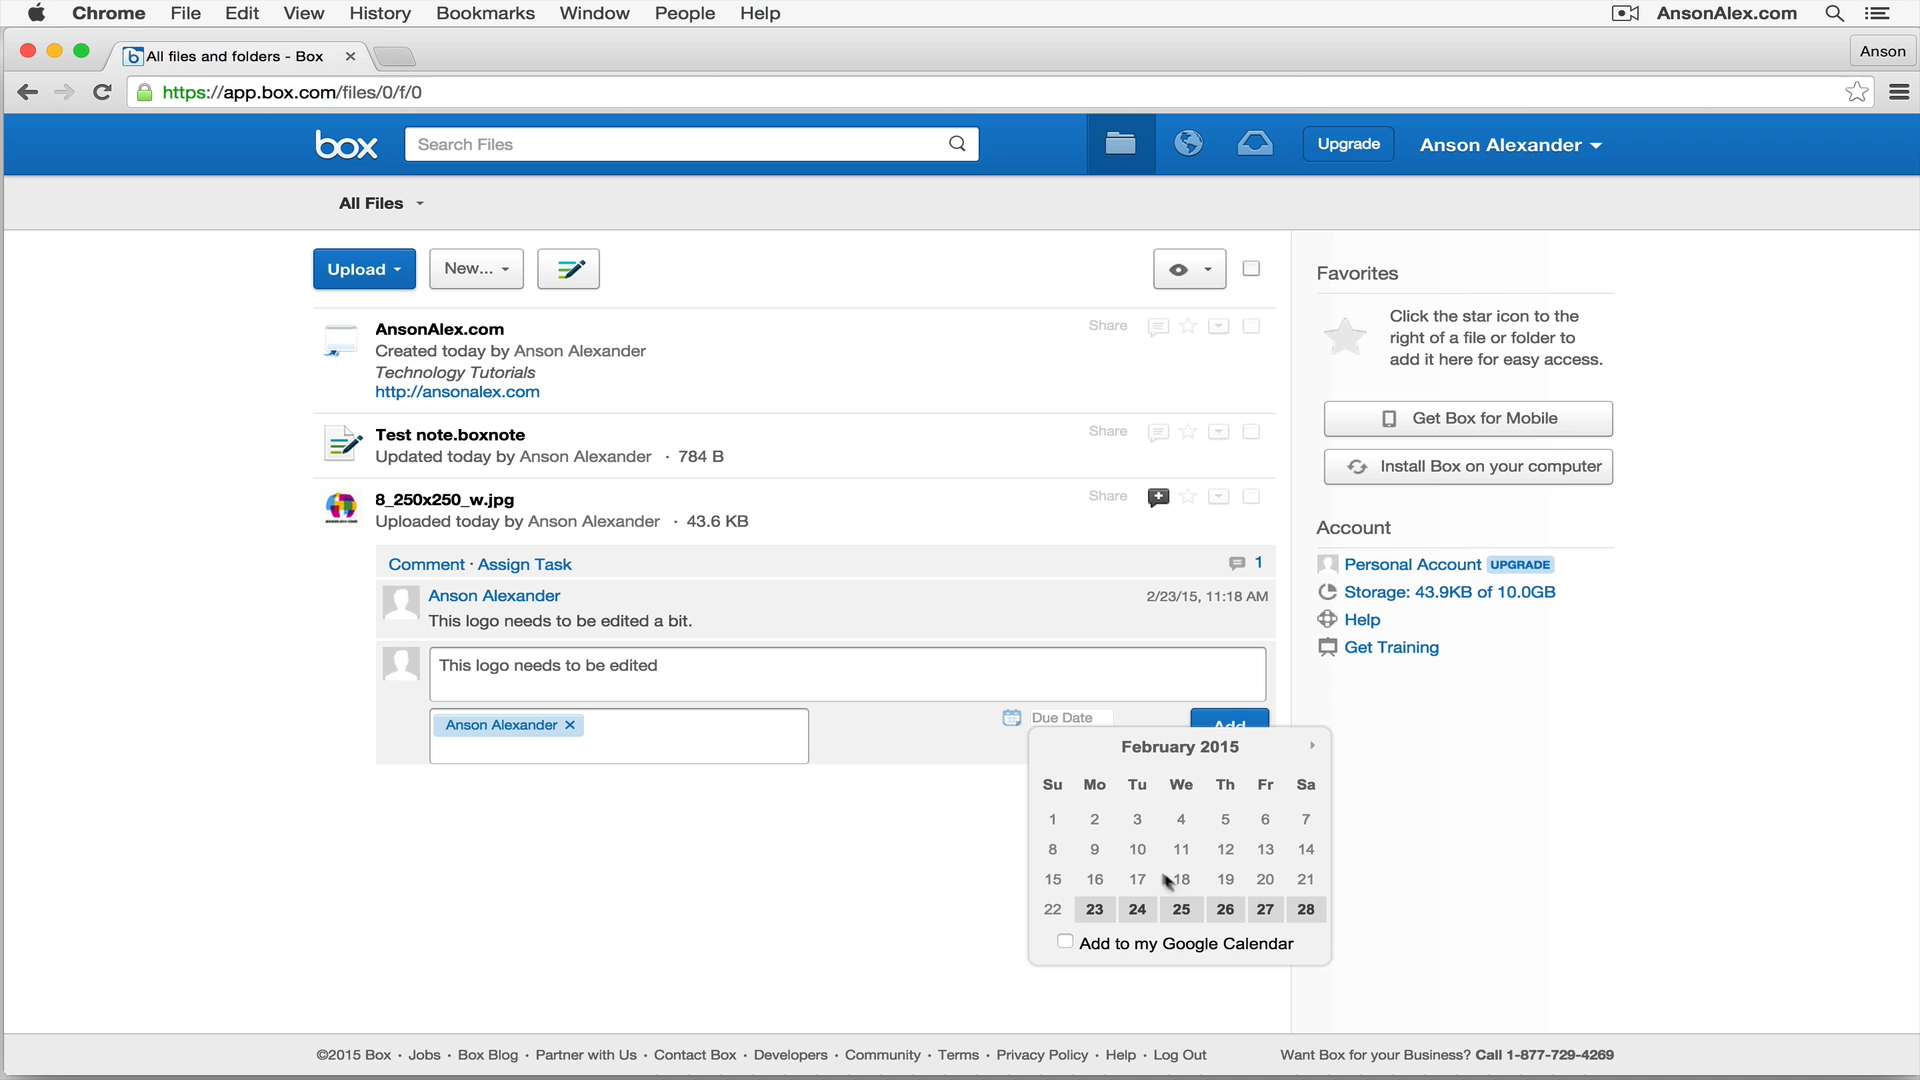 Chrome File Edit View History Bookmarks Window People Help AnsonAlex.com
All files and folders - Box Anson
https://app.box.com/files/0/f/0
box Search Files Upgrade Anson Alexander
All Files
Upload New...
AnsonAlex.com Share
Created today by Anson Alexander
Technology Tutorials
http://ansonalex.com
Test note.boxnote Share
Updated today by Anson Alexander · 784 B
8_250x250_w.jpg Share
Uploaded today by Anson Alexander · 43.6 KB
Comment · Assign Task 1
Anson Alexander 2/23/15, 11:18 AM
This logo needs to be edited a bit.
This logo needs to be edited
Anson Alexander Due Date Add
February 2015
Su Mo Tu We Th Fr Sa
1 2 3 4 5 6 7
8 9 10 11 12 13 14
15 16 17 18 19 20 21
22 23 24 25 26 27 28
Add to my Google Calendar
Favorites
Click the star icon to the
right of a file or folder to
add it here for easy access.
Get Box for Mobile
Install Box on your computer
Account
Personal Account UPGRADE
Storage: 43.9KB of 10.0GB
Help
Get Training
©2015 Box · Jobs · Box Blog · Partner with Us · Contact Box · Developers · Community · Terms · Privacy Policy · Help · Log Out Want Box for your Business? Call 1-877-729-4269